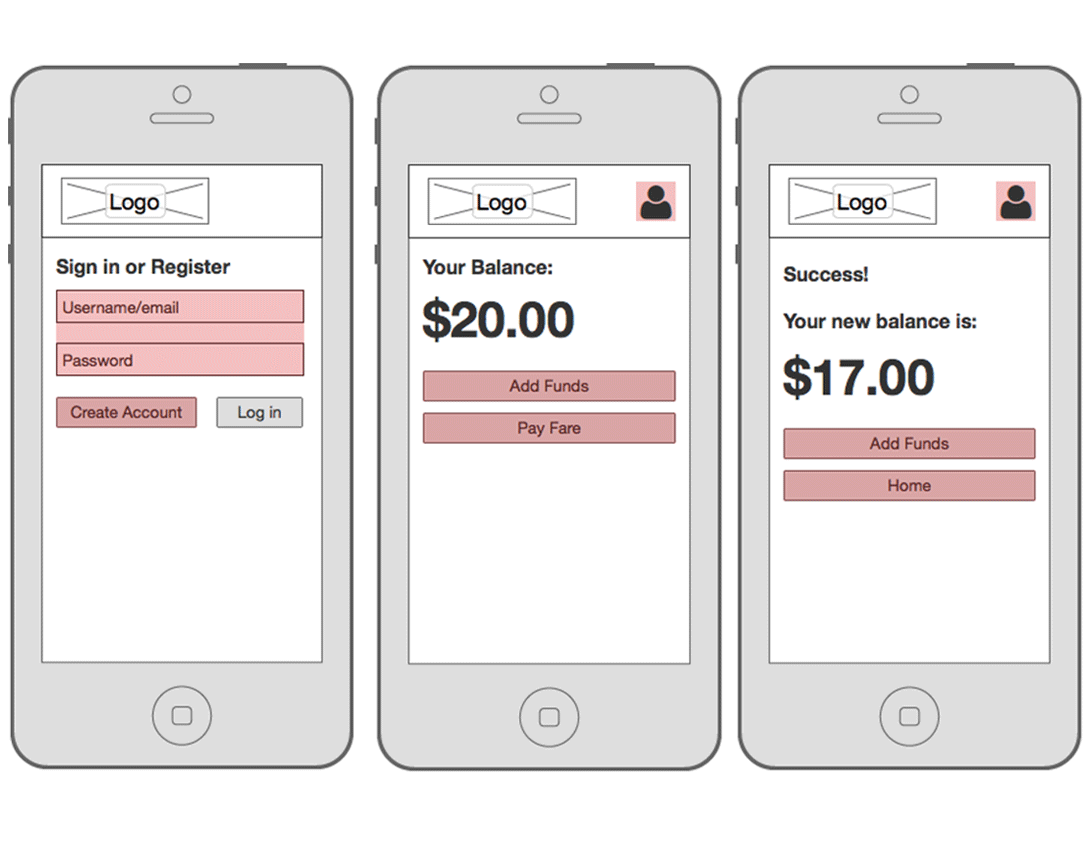 Logo
Sign in or Register
Username/email
Password
Create Account Log in
Logo
Your Balance:
$20.00
Add Funds
Pay Fare
Logo
Success!
Your new balance is:
$17.00
Add Funds
Home